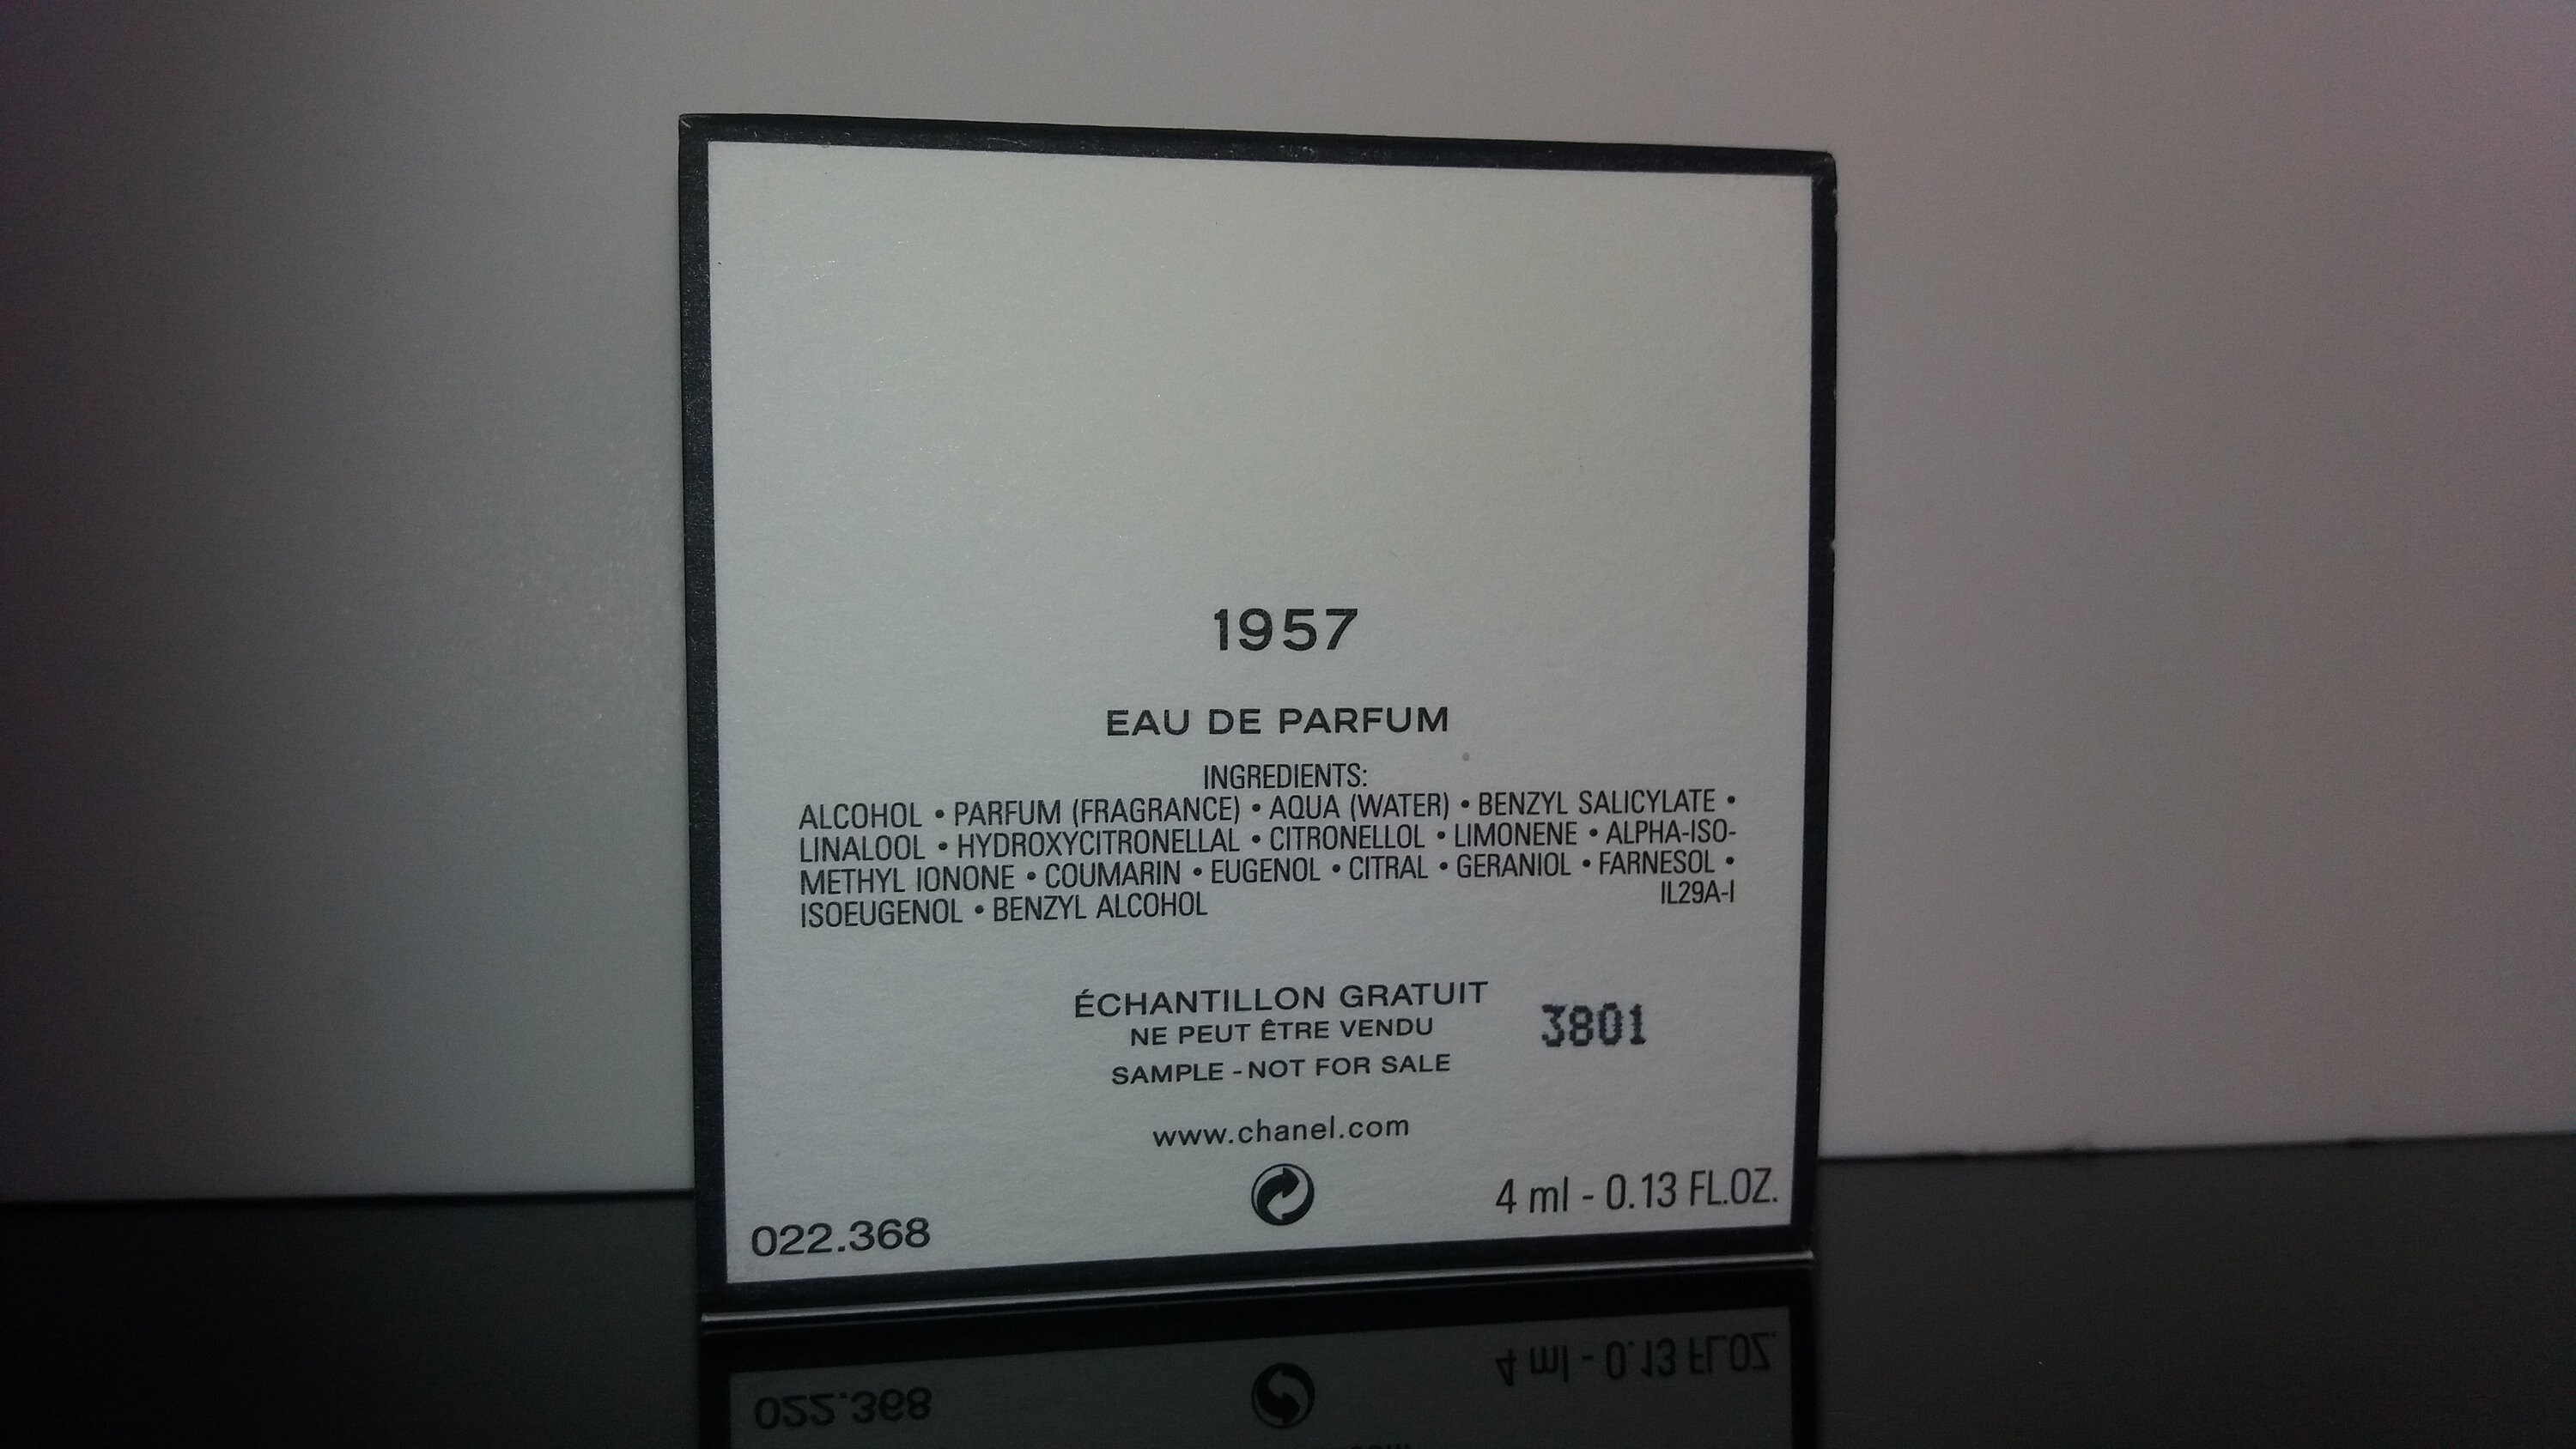 1957
EAU DE PARFUM
INGREDIENTS:
ALCOHOL • PARFUM (FRAGRANCE) • AQUA (WATER) • BENZYL SALICYLATE •
LINALOOL • HYDROXYCITRONELLAL • CITRONELLOL • LIMONENE • ALPHA-ISO-
METHYL IONONE • COUMARIN • EUGENOL • CITRAL • GERANIOL • FARNESOL •
ISOEUGENOL • BENZYL ALCOHOL IL29A-I
ÉCHANTILLON GRATUIT
NE PEUT ÊTRE VENDU
3801
SAMPLE - NOT FOR SALE
www.chanel.com
4 ml - 0.13 FL.OZ.
022.368